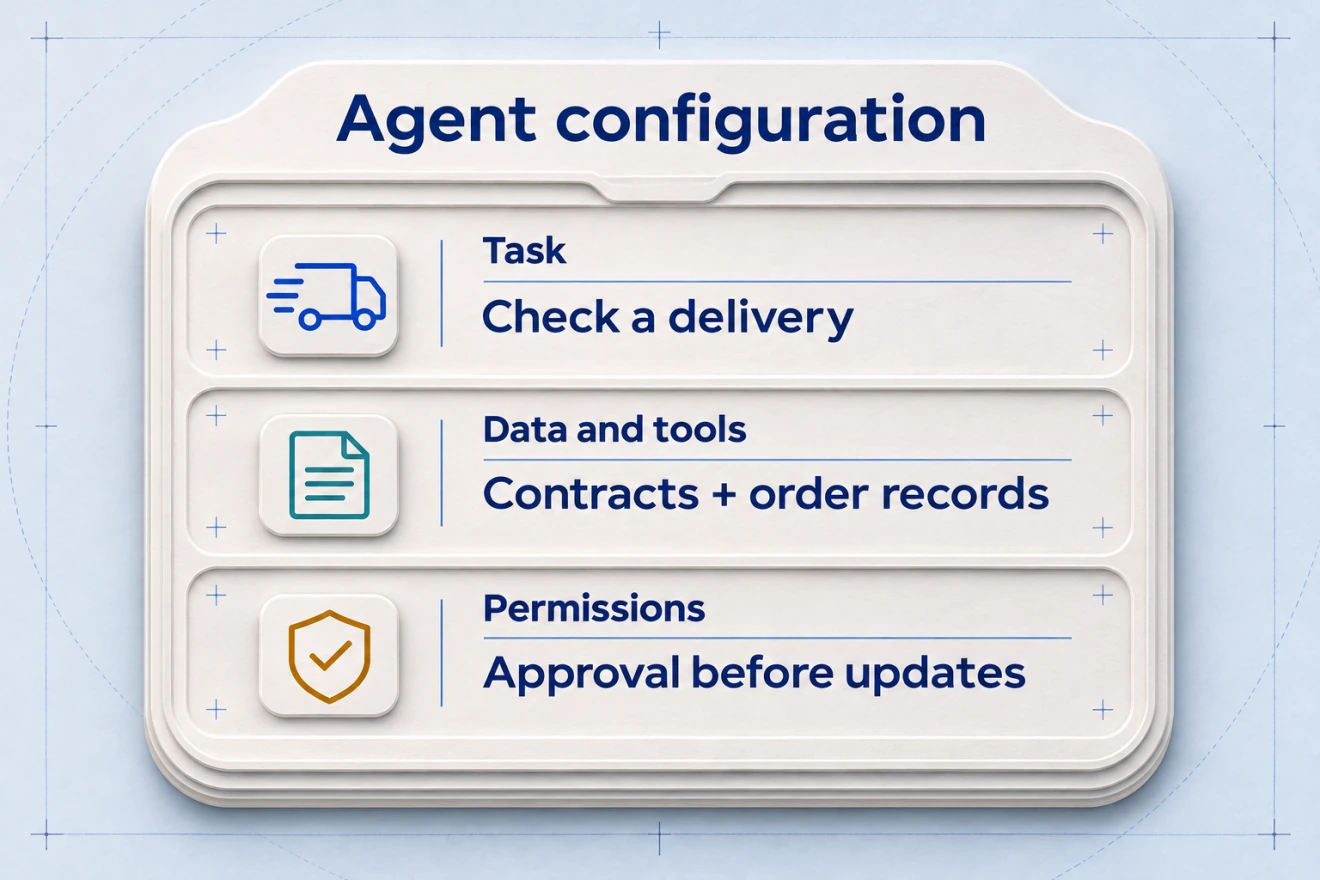 Agent configuration
Task
Check a delivery
Data and tools
Contracts + order records
Permissions
Approval before updates